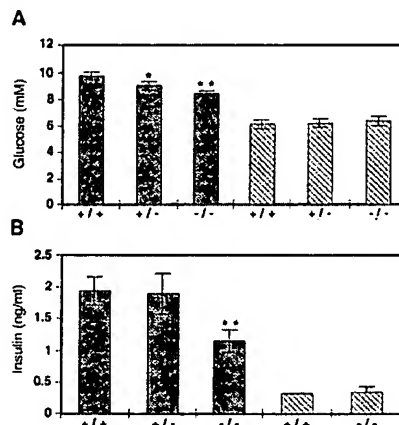 A
Glucose (mM)
12
10
8
6
4
2
0
*
**
+/+ +/- -/- +/+ +/- -/-
B
Insulin (ng/ml)
2.5
2
1.5
1
0.5
0
**
+/+ +/- -/- +/+